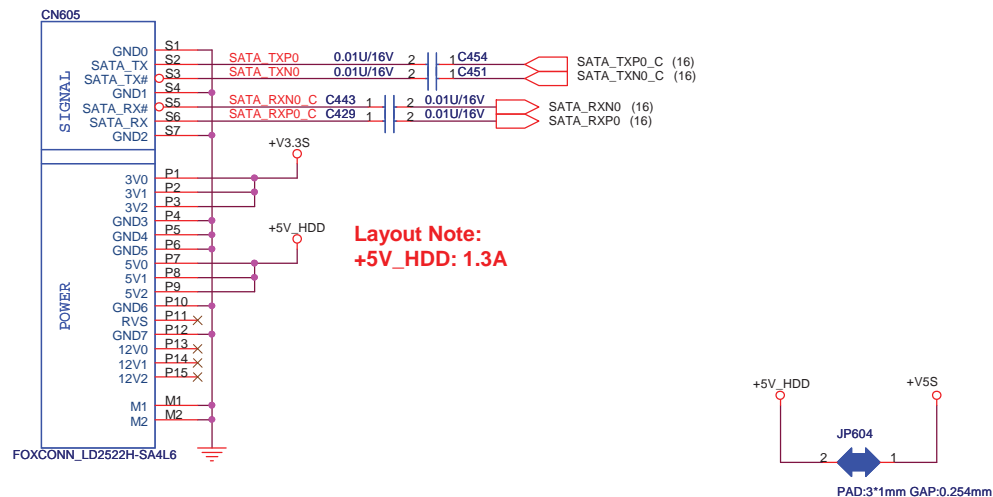 CN605
SIGNAL
GND0 S1
SATA_TX S2 SATA_TXP0 0.01U/16V 2 1 C454 SATA_TXP0_C (16)
SATA_TX# S3 SATA_TXN0 0.01U/16V 2 1 C451 SATA_TXN0_C (16)
GND1 S4
SATA_RX# S5 SATA_RXN0_C C443 1 2 0.01U/16V SATA_RXN0 (16)
SATA_RX S6 SATA_RXP0_C C429 1 2 0.01U/16V SATA_RXP0 (16)
GND2 S7
+V3.3S
POWER
3V0 P1
3V1 P2
3V2 P3
GND3 P4
GND4 P5
GND5 P6
5V0 P7
5V1 P8
5V2 P9
GND6 P10
RVS P11
GND7 P12
12V0 P13
12V1 P14
12V2 P15
M1 M1
M2 M2
FOXCONN_LD2522H-SA4L6
+5V_HDD
Layout Note:
+5V_HDD: 1.3A
+5V_HDD +V5S
JP604
2 1
PAD:3*1mm GAP:0.254mm